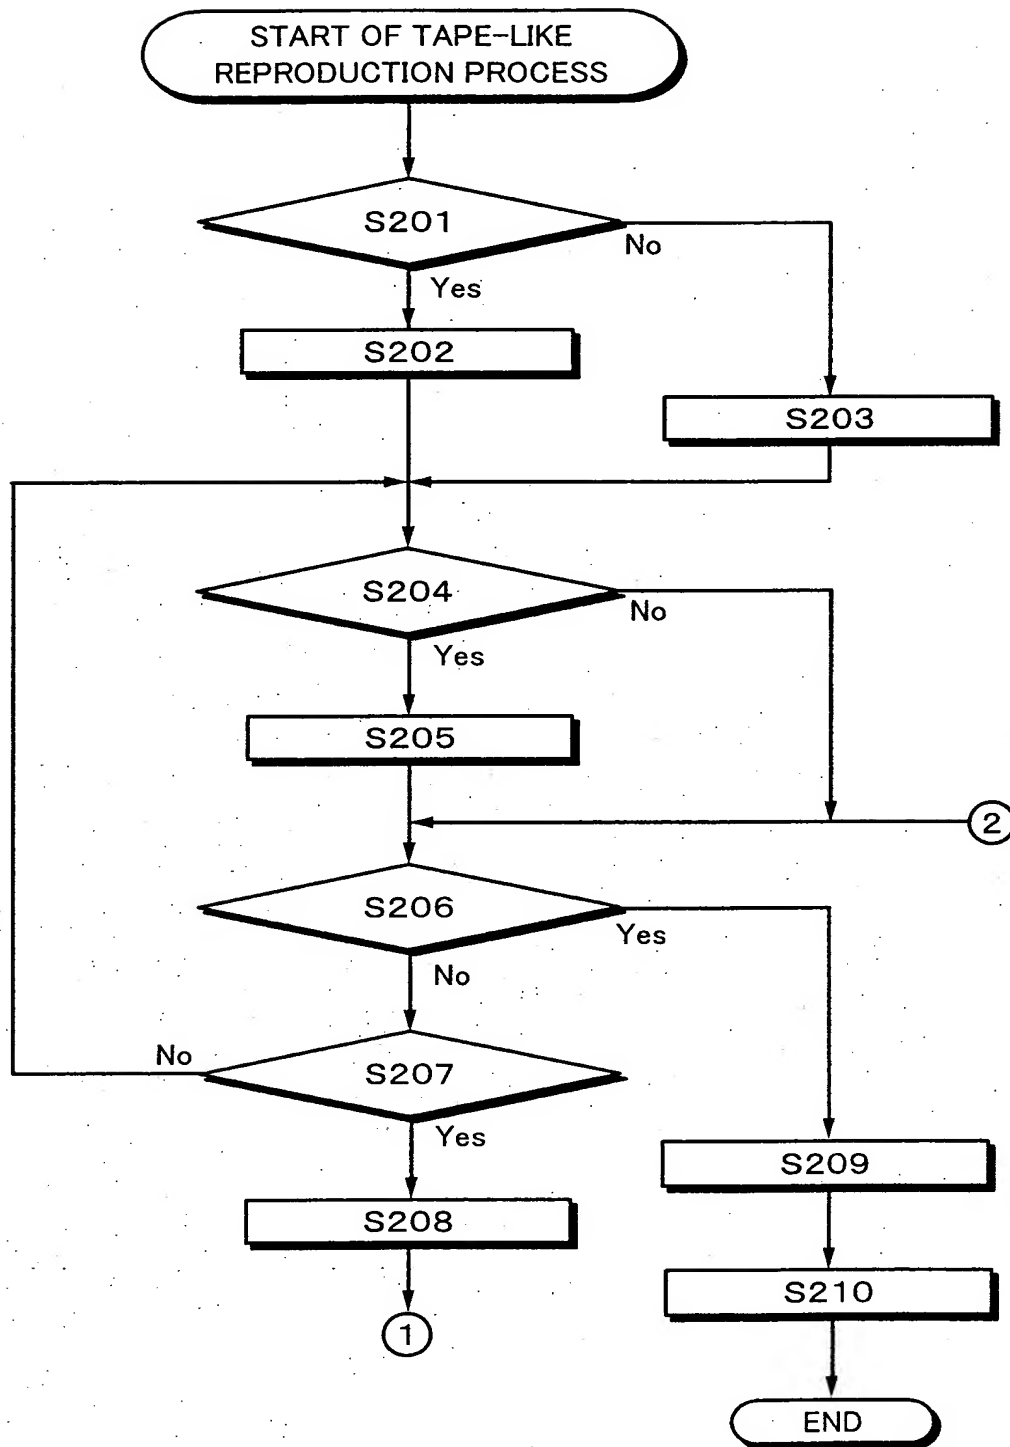 START OF TAPE-LIKE
REPRODUCTION PROCESS
S201
No
Yes
S202
S203
S204
No
Yes
S205
2
S206
Yes
No
No
S207
Yes
S209
S208
S210
1
END